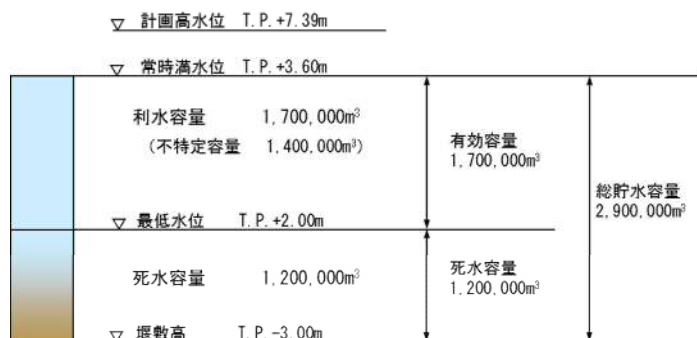 ▽ 計画高水位 T.P.+7.39m
▽ 常時満水位 T.P.+3.60m
利水容量 1,700,000m³
(不特定容量 1,400,000m³)
有効容量
1,700,000m³
総貯水容量
2,900,000m³
▽ 最低水位 T.P.+2.00m
死水容量 1,200,000m³
死水容量
1,200,000m³
▽ 堰敷高 T.P.-3.00m